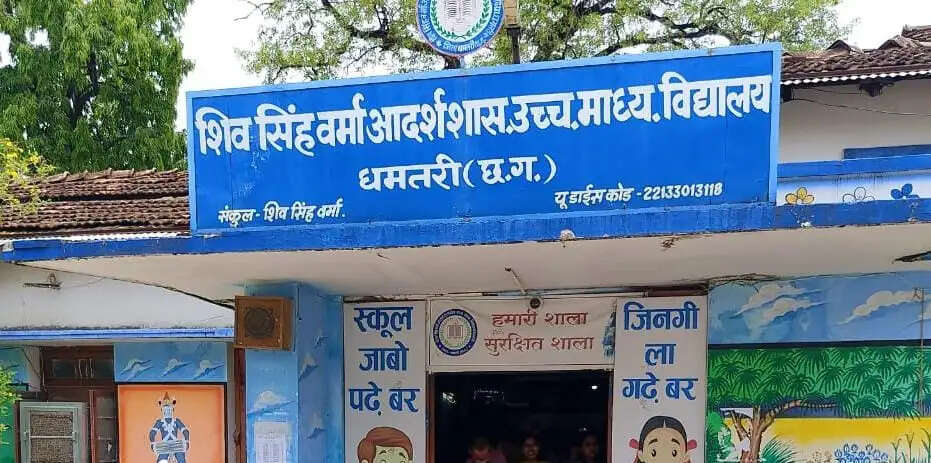 शिव सिंह वर्मा आदर्श शास. उच्च. माध्य. विद्यालय
धमतरी (छ.ग.)
संकुल - शिव सिंह वर्मा.
यू डाईस कोड - 22133013118
स्कूल
जाबो
पढ़े बर
हमारी शाला
सुरक्षित शाला
जिनगी
ला
गढ़े बर